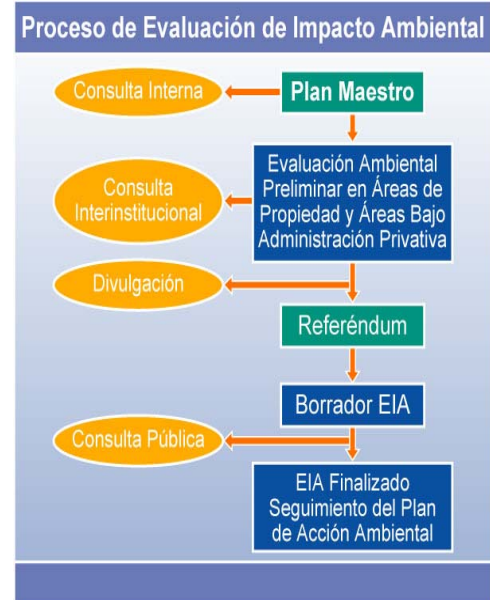 Proceso de Evaluación de Impacto Ambiental
Consulta Interna
Plan Maestro
Evaluación Ambiental
Preliminar en Áreas de
Propiedad y Áreas Bajo
Administración Privativa
Consulta
Interinstitucional
Divulgación
Referéndum
Borrador EIA
Consulta Pública
EIA Finalizado
Seguimiento del Plan
de Acción Ambiental